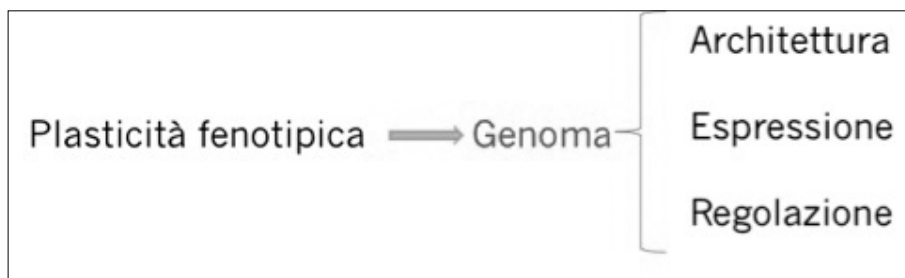 Architettura
Plasticità fenotipica
Genoma
Espressione
Regolazione